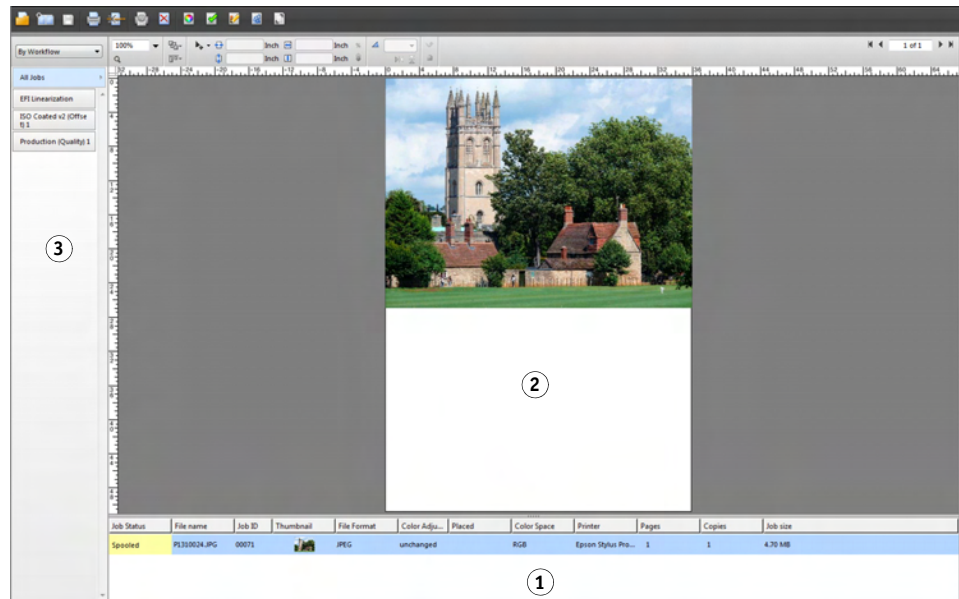 By Workflow
All Jobs
EFI Linearization
ISO Coated v2 (Offse
t) 1
Production (Quality) 1
3
100%
Inch
Inch
Inch
Inch
1 of 1
2
Job Status File name Job ID Thumbnail File Format Color Adju... Placed Color Space Printer Pages Copies Job size
Spooled P1310024.JPG 00071 JPEG unchanged RGB Epson Stylus Pro... 1 1 4.70 MB
1